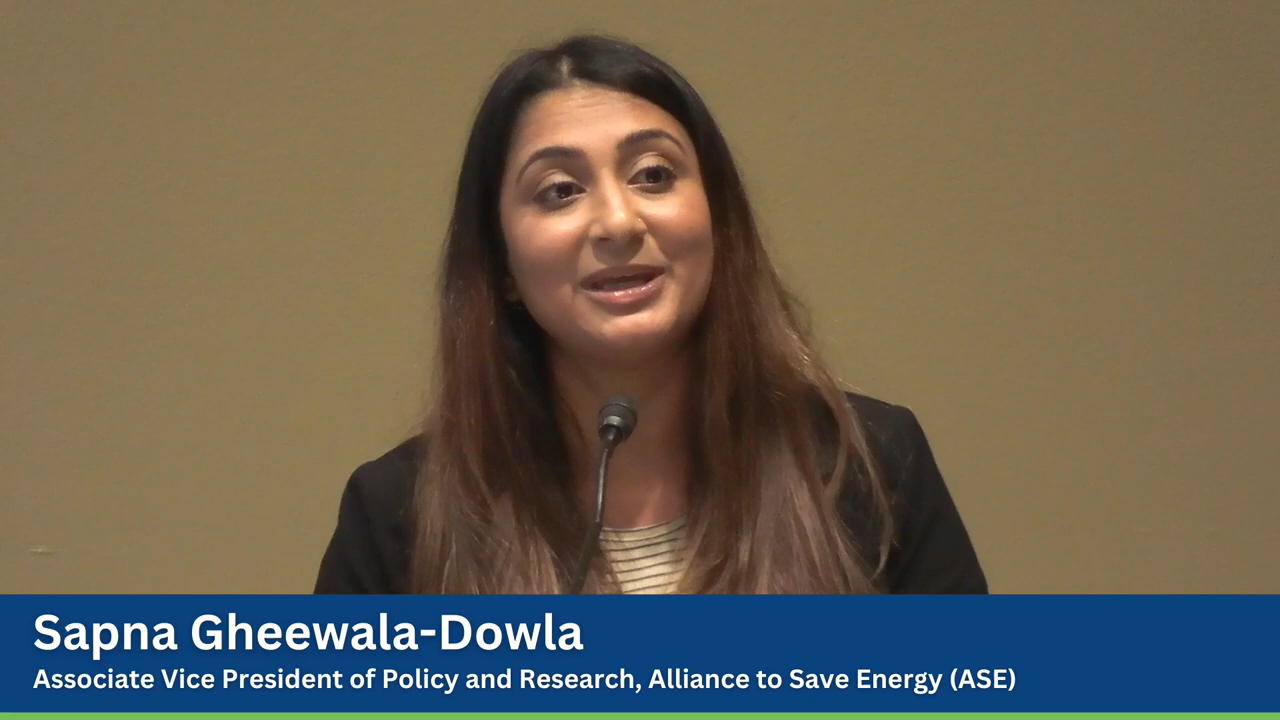 Sapna Gheewala-Dowla
Associate Vice President of Policy and Research, Alliance to Save Energy (ASE)